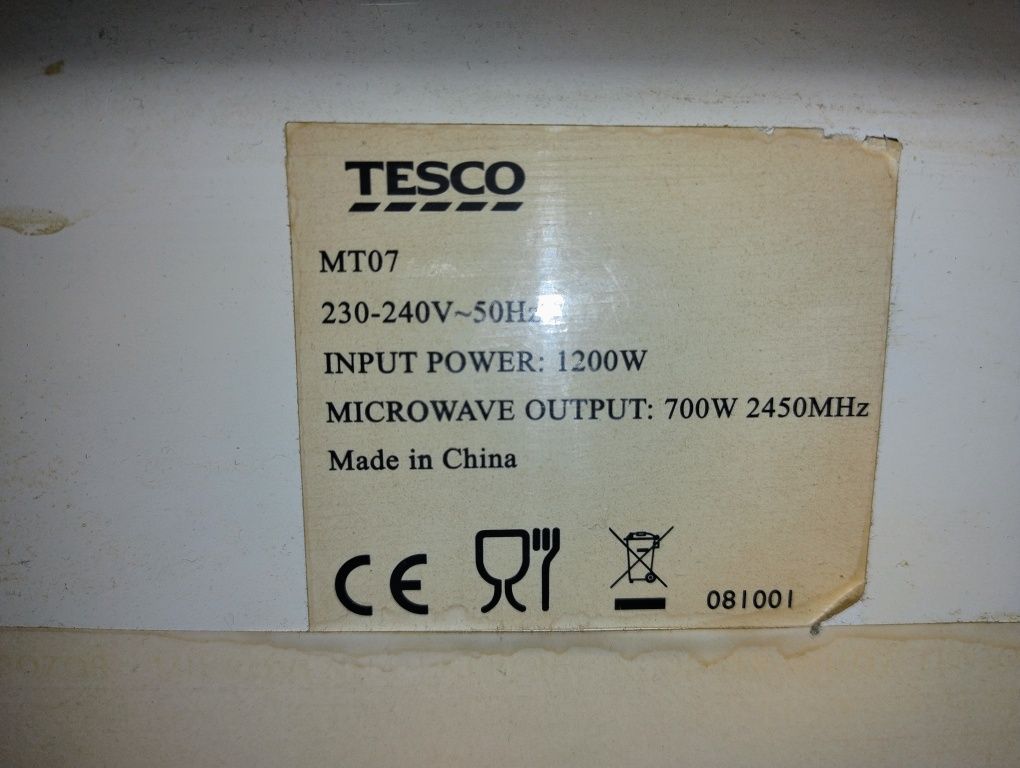 TESCO
MT07
230-240V~50Hz
INPUT POWER: 1200W
MICROWAVE OUTPUT: 700W 2450MHz
Made in China
CE
081001